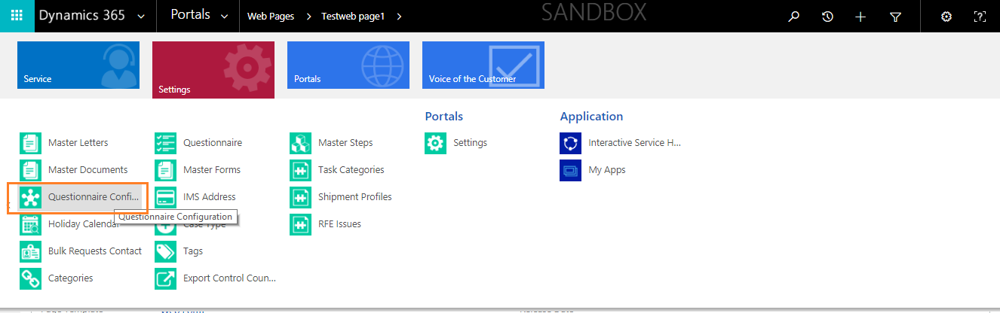 Dynamics 365
Portals
Web Pages
Testweb page1
SANDBOX
Service
Settings
Portals
Voice of the Customer
Portals
Application
Master Letters
Questionnaire
Master Steps
Settings
Interactive Service H...
Master Documents
Master Forms
Task Categories
My Apps
Questionnaire Confi...
IMS Address
Shipment Profiles
Questionnaire Configuration
Holiday Calendar
Case Type
RFE Issues
Bulk Requests Contact
Tags
Categories
Export Control Coun...